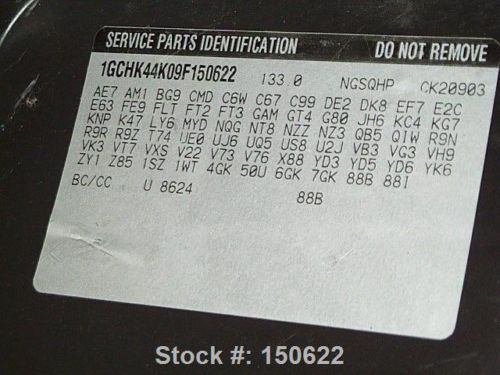 SERVICE PARTS IDENTIFICATION DO NOT REMOVE
1GCHK44K09F150622 133.0 NGSQHP CK20903
AE7 AM1 BG9 CMD C6W C67 C99 DE2 DK8 EF7 E2C
E63 FE9 FLT FT2 FT3 GAM GT4 G80 JH6 KC4 KG7
KNP K47 LY6 MYD NQG NT8 NZZ NZ3 QB5 QIW R9N
R9R R9Z T74 UE0 UJ6 UQ5 US8 U2J VB3 VG3 VH9
VK3 VT7 VXS V22 V73 V76 X88 YD3 YD5 YD6 YK6
ZY1 Z85 1SZ 1WT 4GK 50U 6GK 7GK 88B 88I
BC/CC U 8624 88B
Stock #: 150622